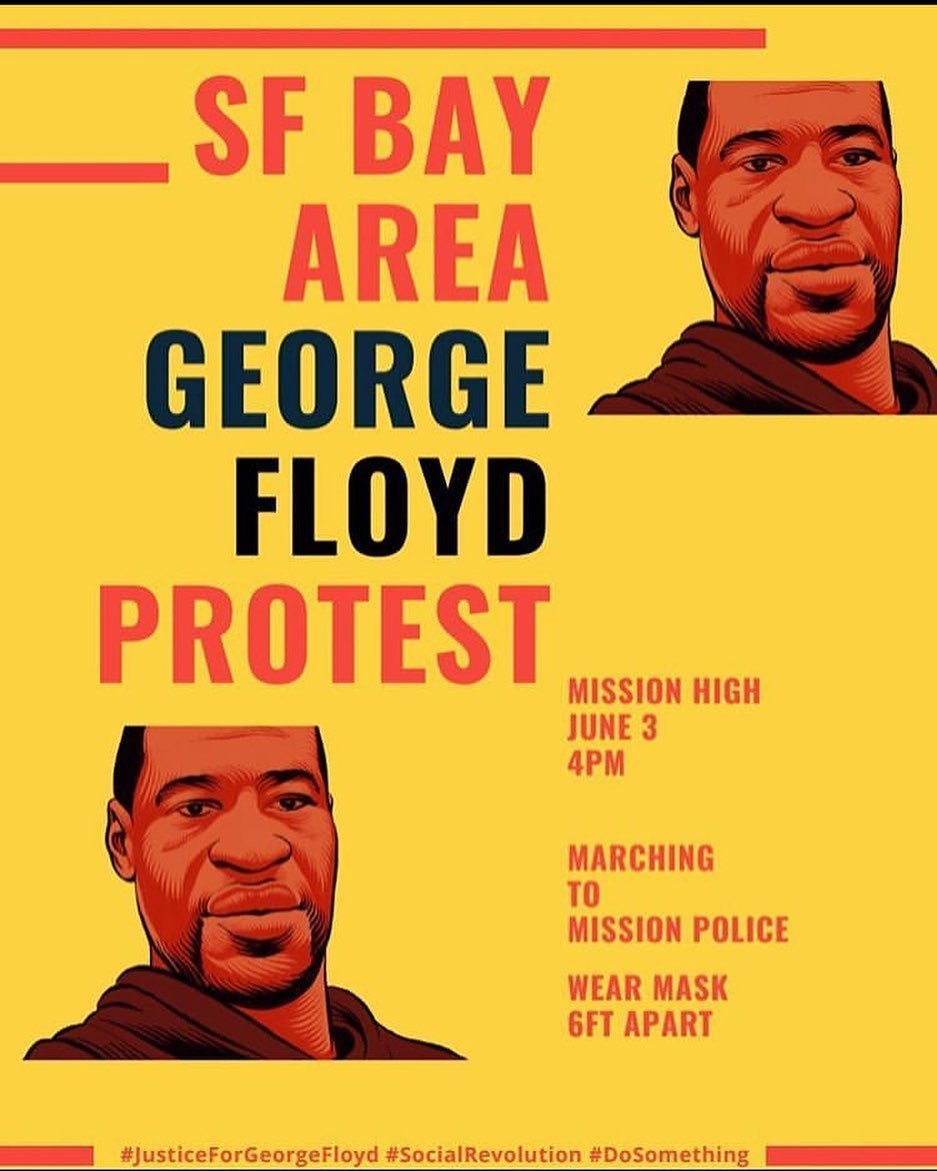 SF BAY
AREA
GEORGE
FLOYD
PROTEST
MISSION HIGH
JUNE 3
4PM
MARCHING
TO
MISSION POLICE
WEAR MASK
6FT APART
#JusticeForGeorgeFloyd #SocialRevolution #DoSomething